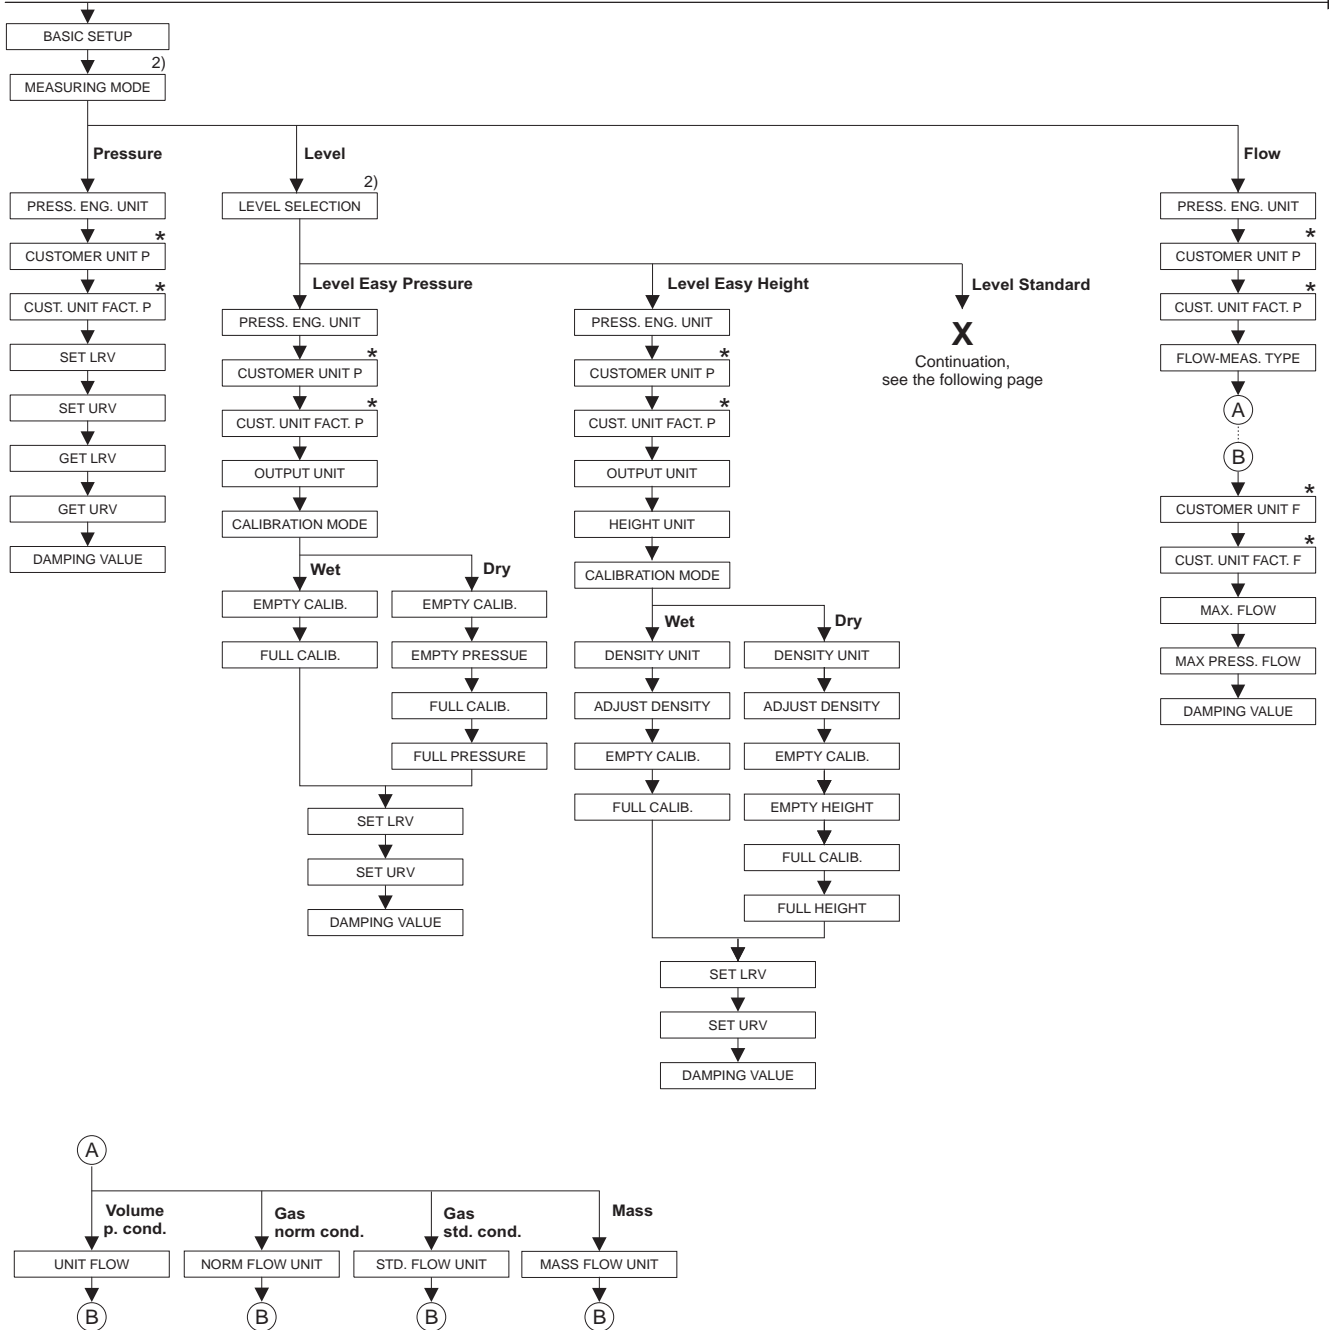 BASIC SETUP
2)
MEASURING MODE
Pressure
Level
Flow
PRESS. ENG. UNIT
*
CUSTOMER UNIT P
*
CUST. UNIT FACT. P
SET LRV
SET URV
GET LRV
GET URV
DAMPING VALUE
2)
LEVEL SELECTION
Level Easy Pressure
Level Easy Height
Level Standard
PRESS. ENG. UNIT
*
CUSTOMER UNIT P
*
CUST. UNIT FACT. P
OUTPUT UNIT
CALIBRATION MODE
Wet
Dry
EMPTY CALIB.
FULL CALIB.
EMPTY CALIB.
EMPTY PRESSUE
FULL CALIB.
FULL PRESSURE
SET LRV
SET URV
DAMPING VALUE
PRESS. ENG. UNIT
*
CUSTOMER UNIT P
*
CUST. UNIT FACT. P
OUTPUT UNIT
HEIGHT UNIT
CALIBRATION MODE
Wet
Dry
DENSITY UNIT
ADJUST DENSITY
EMPTY CALIB.
FULL CALIB.
DENSITY UNIT
ADJUST DENSITY
EMPTY CALIB.
EMPTY HEIGHT
FULL CALIB.
FULL HEIGHT
SET LRV
SET URV
DAMPING VALUE
X
Continuation,
see the following page
PRESS. ENG. UNIT
*
CUSTOMER UNIT P
*
CUST. UNIT FACT. P
FLOW-MEAS. TYPE
A
B
*
CUSTOMER UNIT F
*
CUST. UNIT FACT. F
MAX. FLOW
MAX PRESS. FLOW
DAMPING VALUE
A
Volume
p. cond.
Gas
norm cond.
Gas
std. cond.
Mass
UNIT FLOW
NORM FLOW UNIT
STD. FLOW UNIT
MASS FLOW UNIT
B
B
B
B